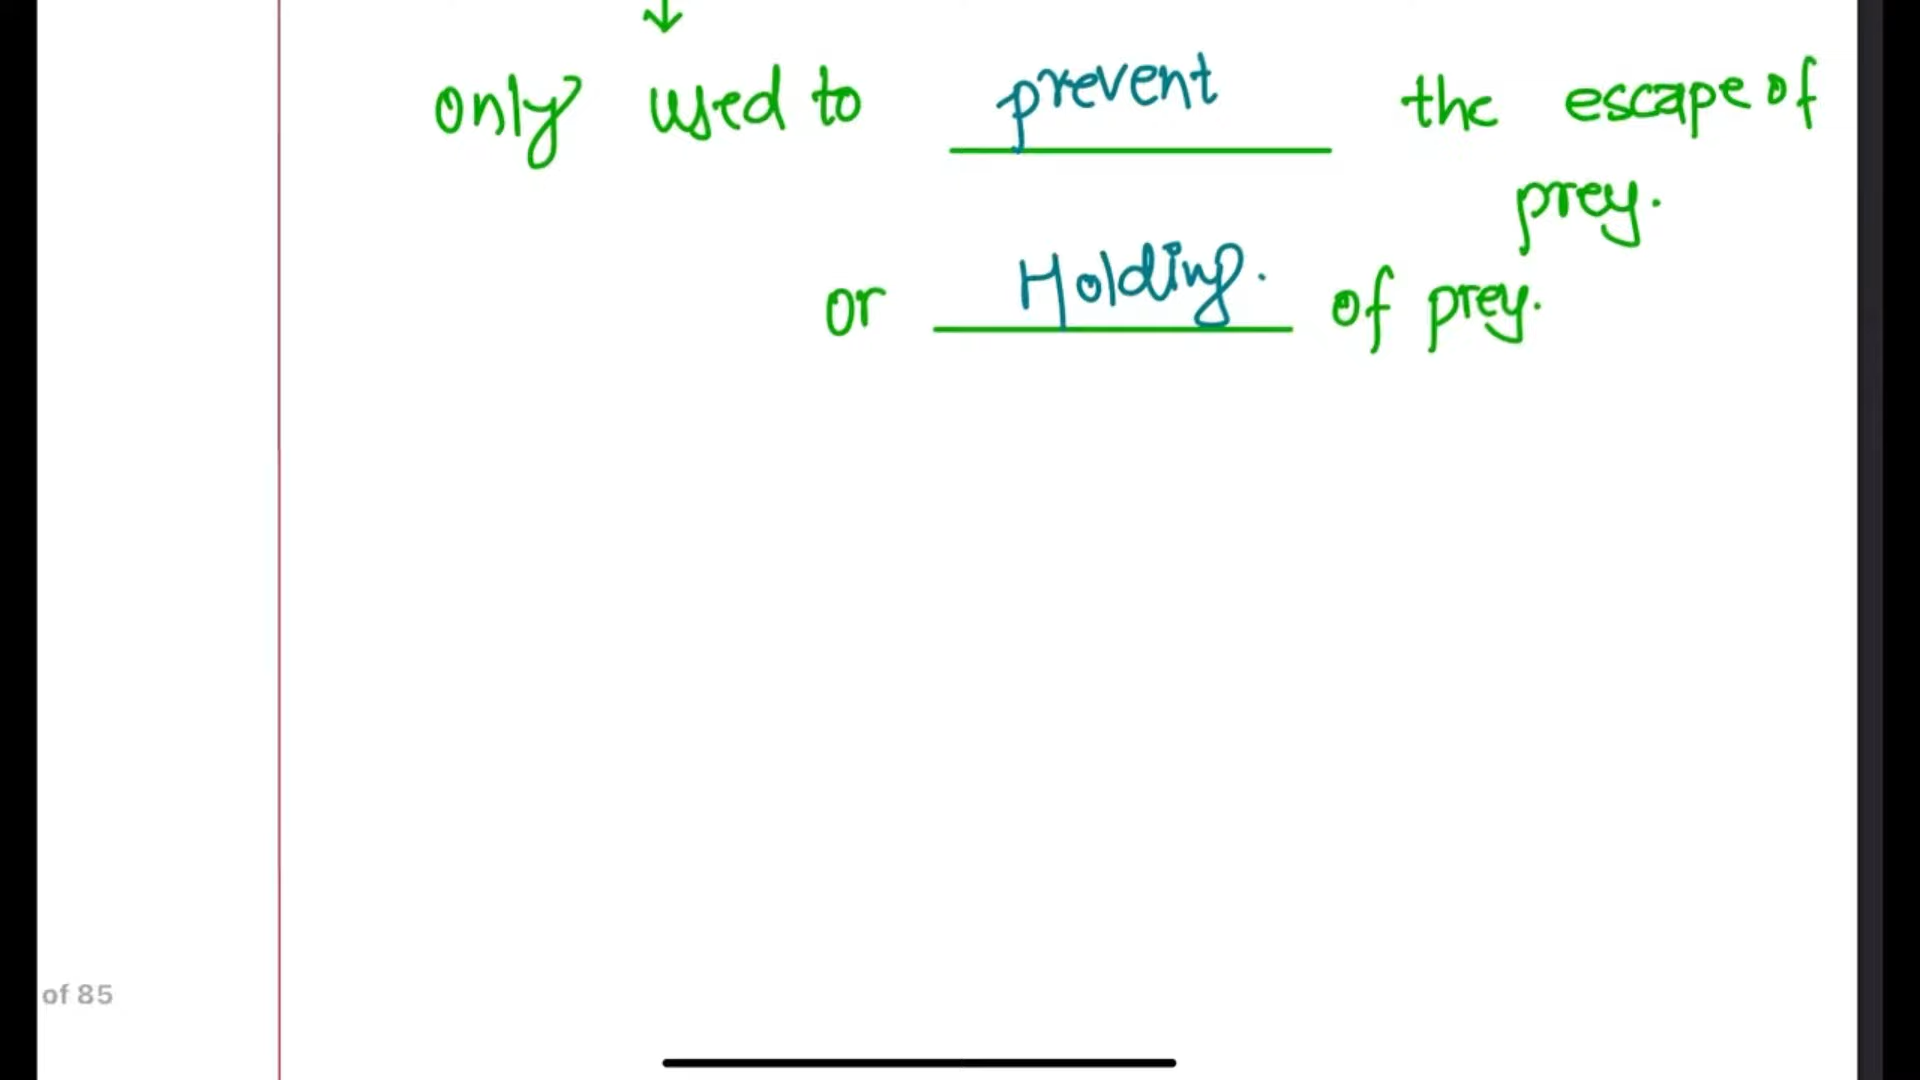 only used to prevent the escape of
prey.
or Holding. of prey.
of 85